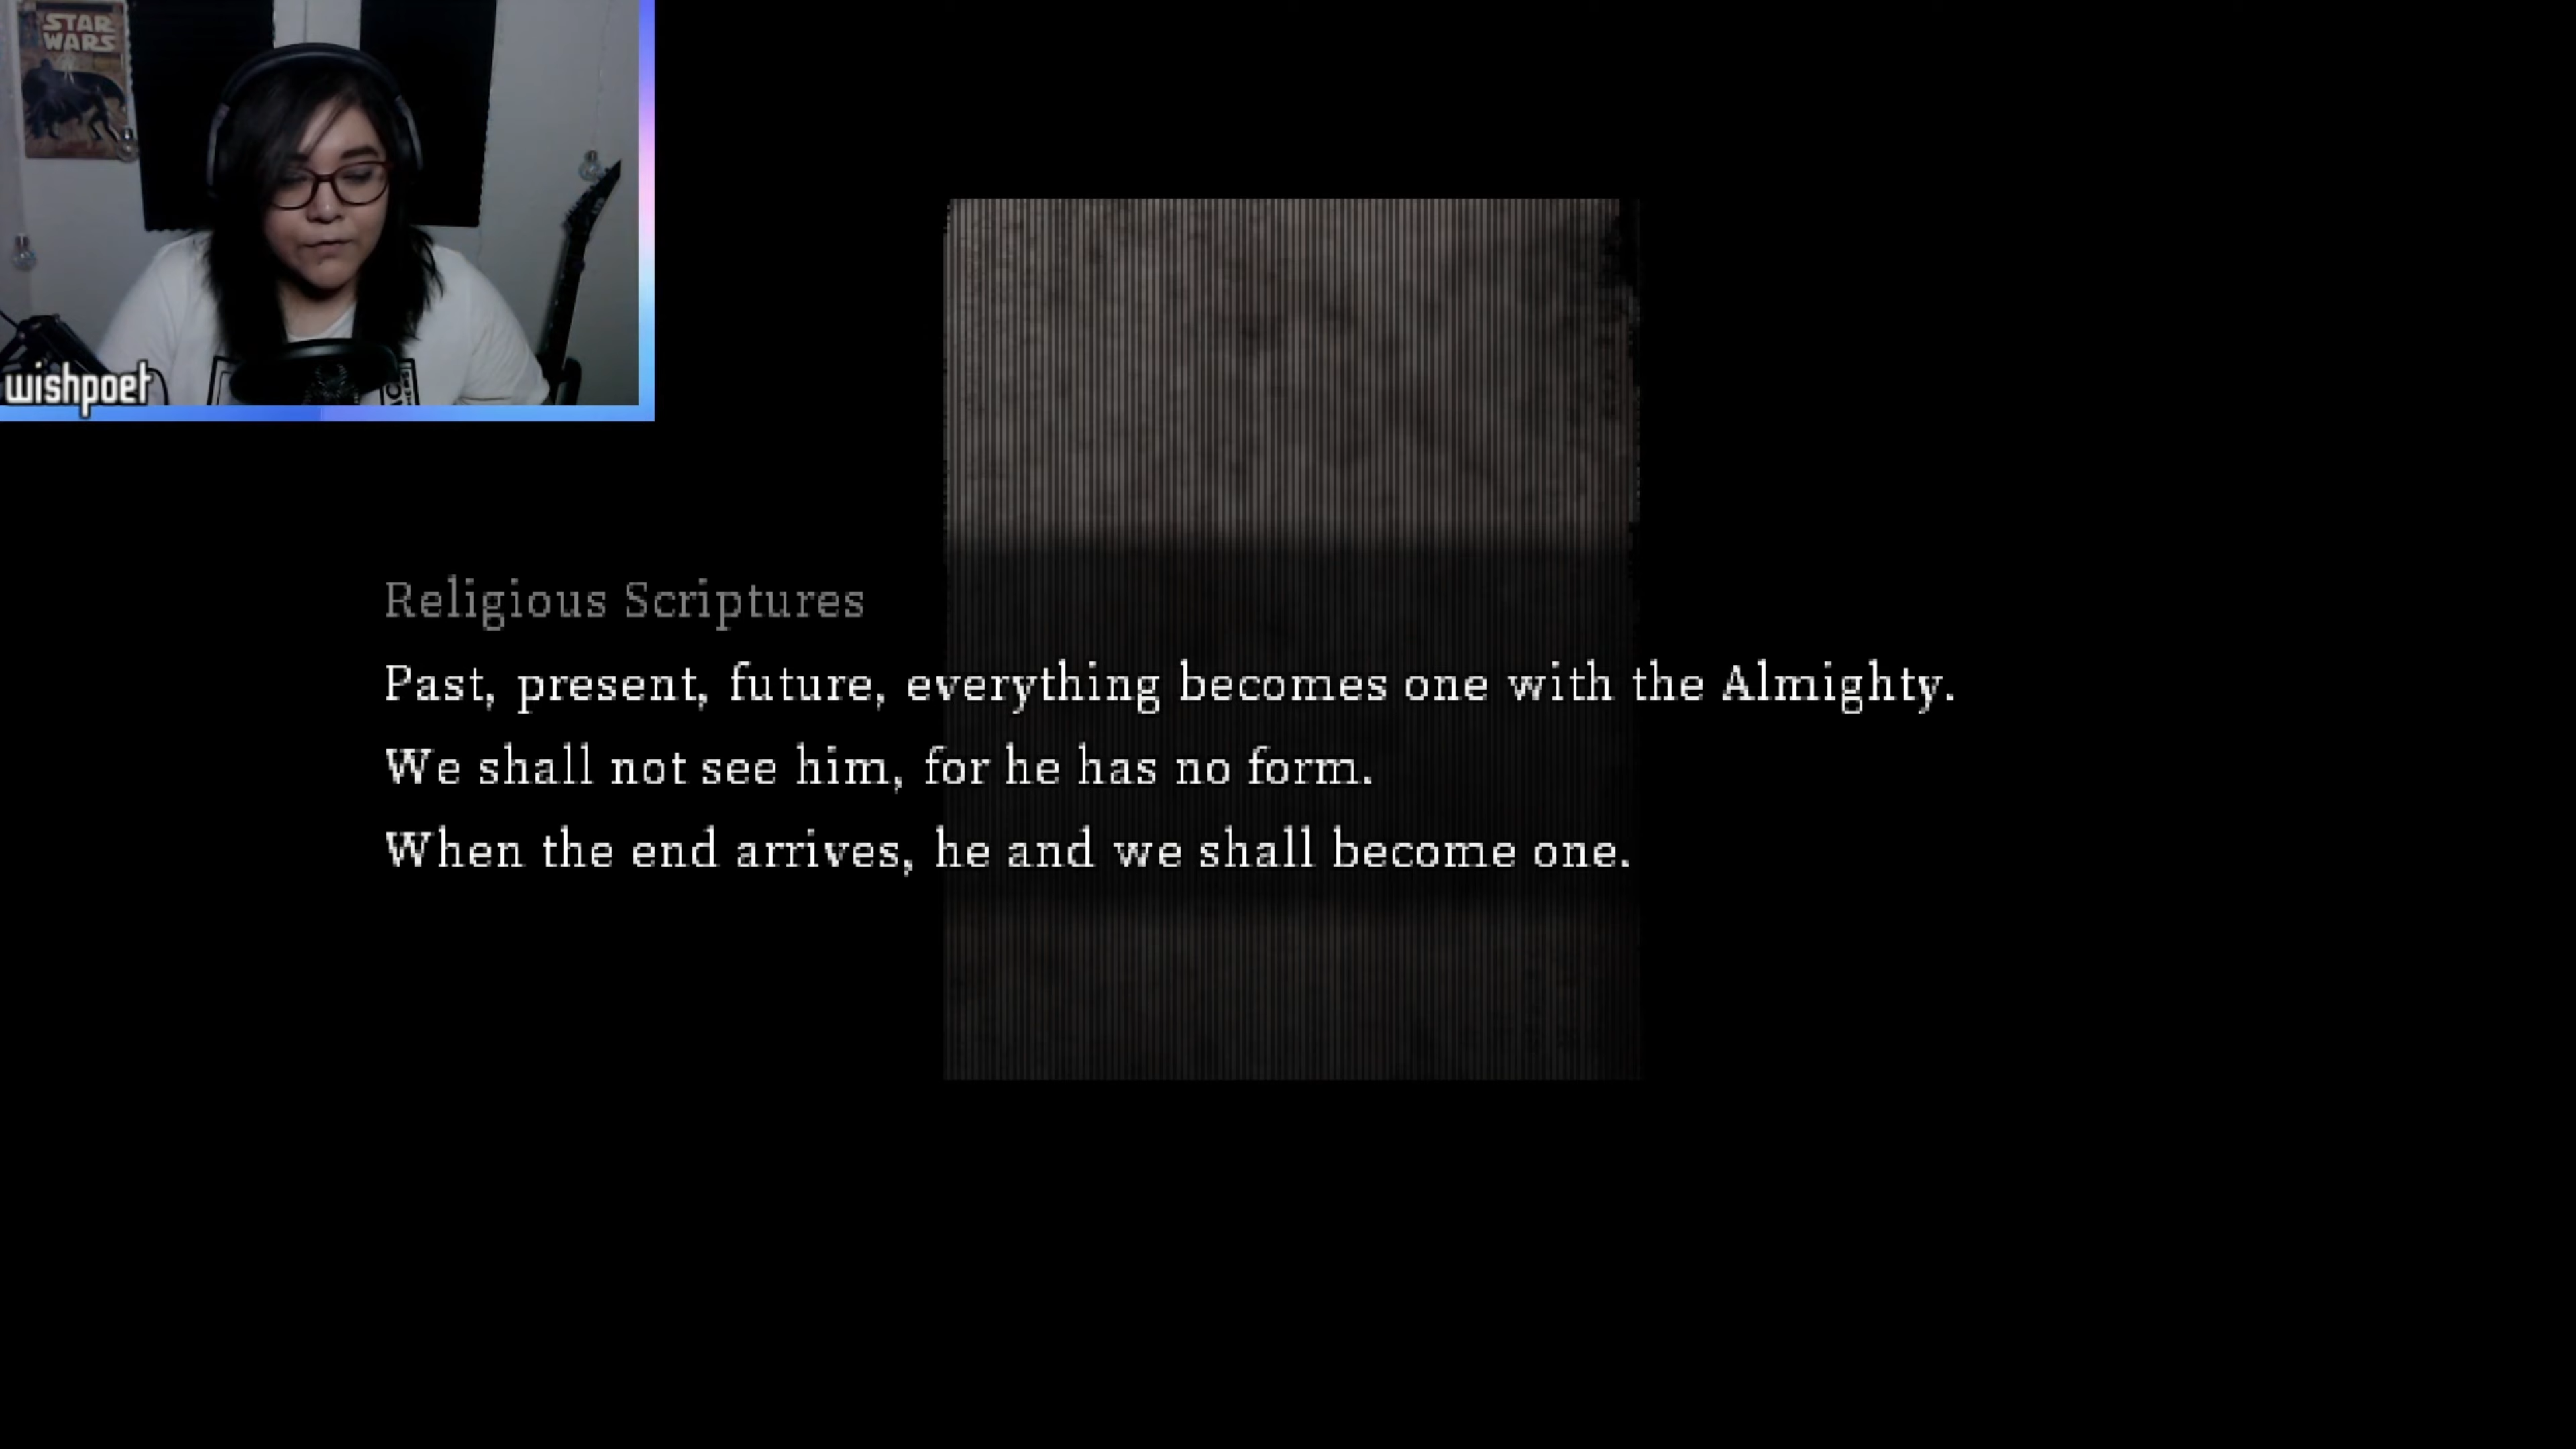 STAR
WARS
wishpoet
Religious Scriptures
Past, present, future, everything becomes one with the Almighty.
We shall not see him, for he has no form.
When the end arrives, he and we shall become one.